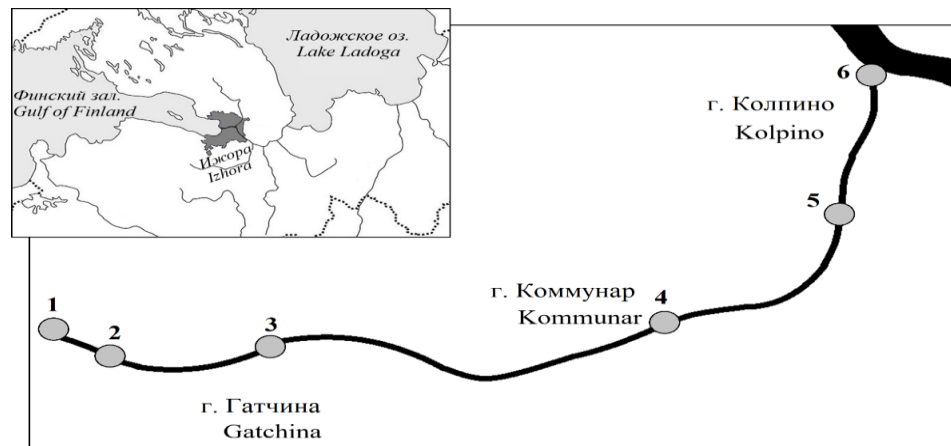 Ладожское оз.
Lake Ladoga
Финский зал.
Gulf of Finland
Ижора
Izhora
6
г. Колпино
Kolpino
5
г. Коммунар
Kommunar
4
1
2
3
г. Гатчина
Gatchina